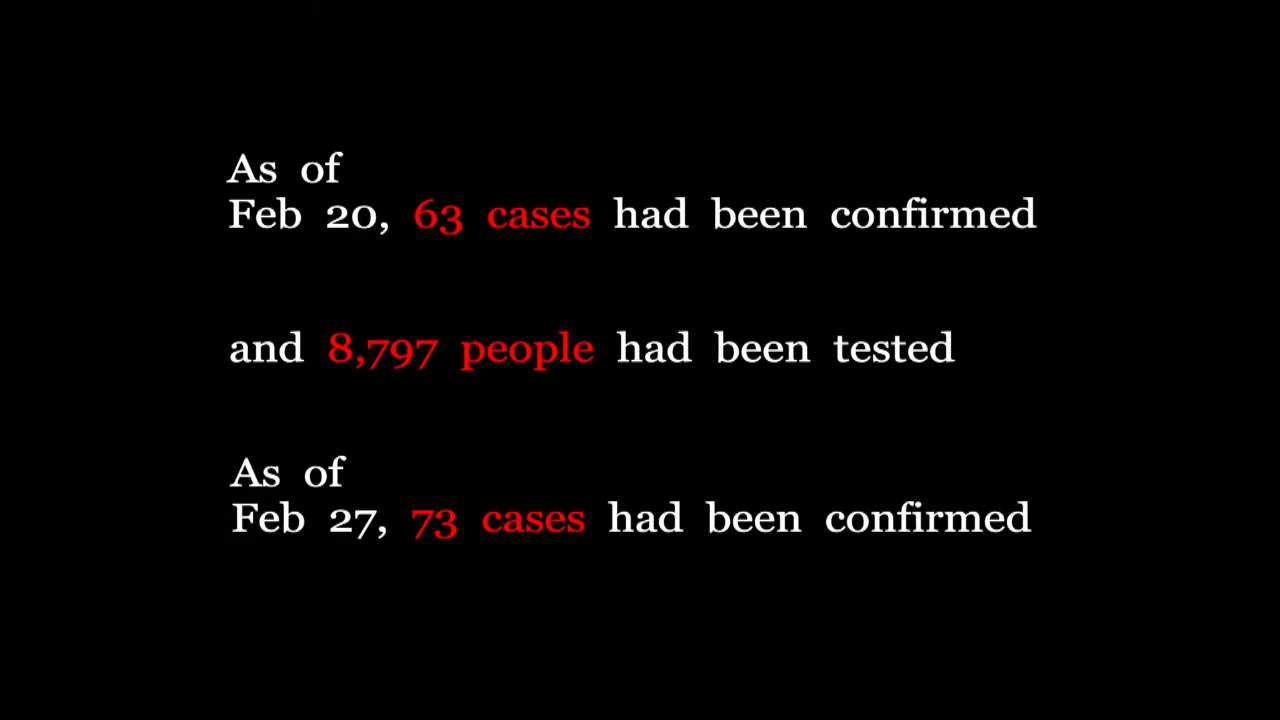 As of
Feb 20, 63 cases had been confirmed
and 8,797 people had been tested
As of
Feb 27, 73 cases had been confirmed